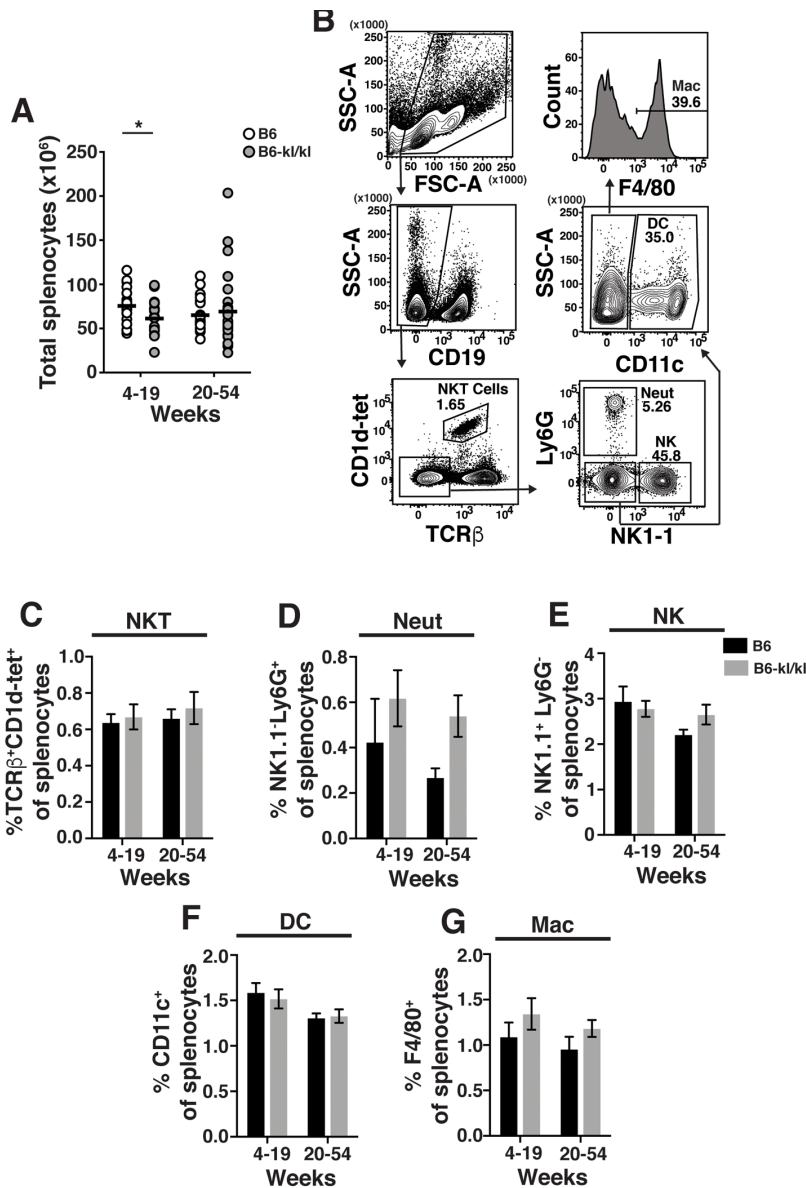 A
*
B6
B6-kl/kl
Total splenocytes (x10⁶)
250
200
150
100
50
0
4-19
20-54
Weeks
B
(x1000)
SSC-A
250
200
150
100
50
0
0 50 100 150 200 250
FSC-A (x1000)
Count
60
40
20
0
Mac
39.6
0 10³ 10⁴ 10⁵
F4/80
(x1000)
SSC-A
250
200
150
100
50
0
0 10³ 10⁴ 10⁵
CD19
(x1000)
SSC-A
250
200
150
100
50
0
DC
35.0
0 10³ 10⁴ 10⁵
CD11c
CD1d-tet
10⁵
10⁴
10³
0
NKT Cells
1.65
0 10³ 10⁴
TCRβ
Ly6G
10⁵
10⁴
10³
0
Neut
5.26
NK
45.8
0 10³ 10⁴
NK1-1
C
NKT
%TCRβ⁺CD1d-tet⁺
of splenocytes
1.0
0.8
0.6
0.4
0.2
0.0
4-19 20-54
Weeks
D
Neut
% NK1.1⁻Ly6G⁺
of splenocytes
0.8
0.6
0.4
0.2
0.0
4-19 20-54
Weeks
E
NK
% NK1.1⁺ Ly6G⁻
of splenocytes
4
3
2
1
0
4-19 20-54
Weeks
B6
B6-kl/kl
F
DC
% CD11c⁺
of splenocytes
2.0
1.5
1.0
0.5
0.0
4-19 20-54
Weeks
G
Mac
% F4/80⁺
of splenocytes
2.0
1.5
1.0
0.5
0.0
4-19 20-54
Weeks